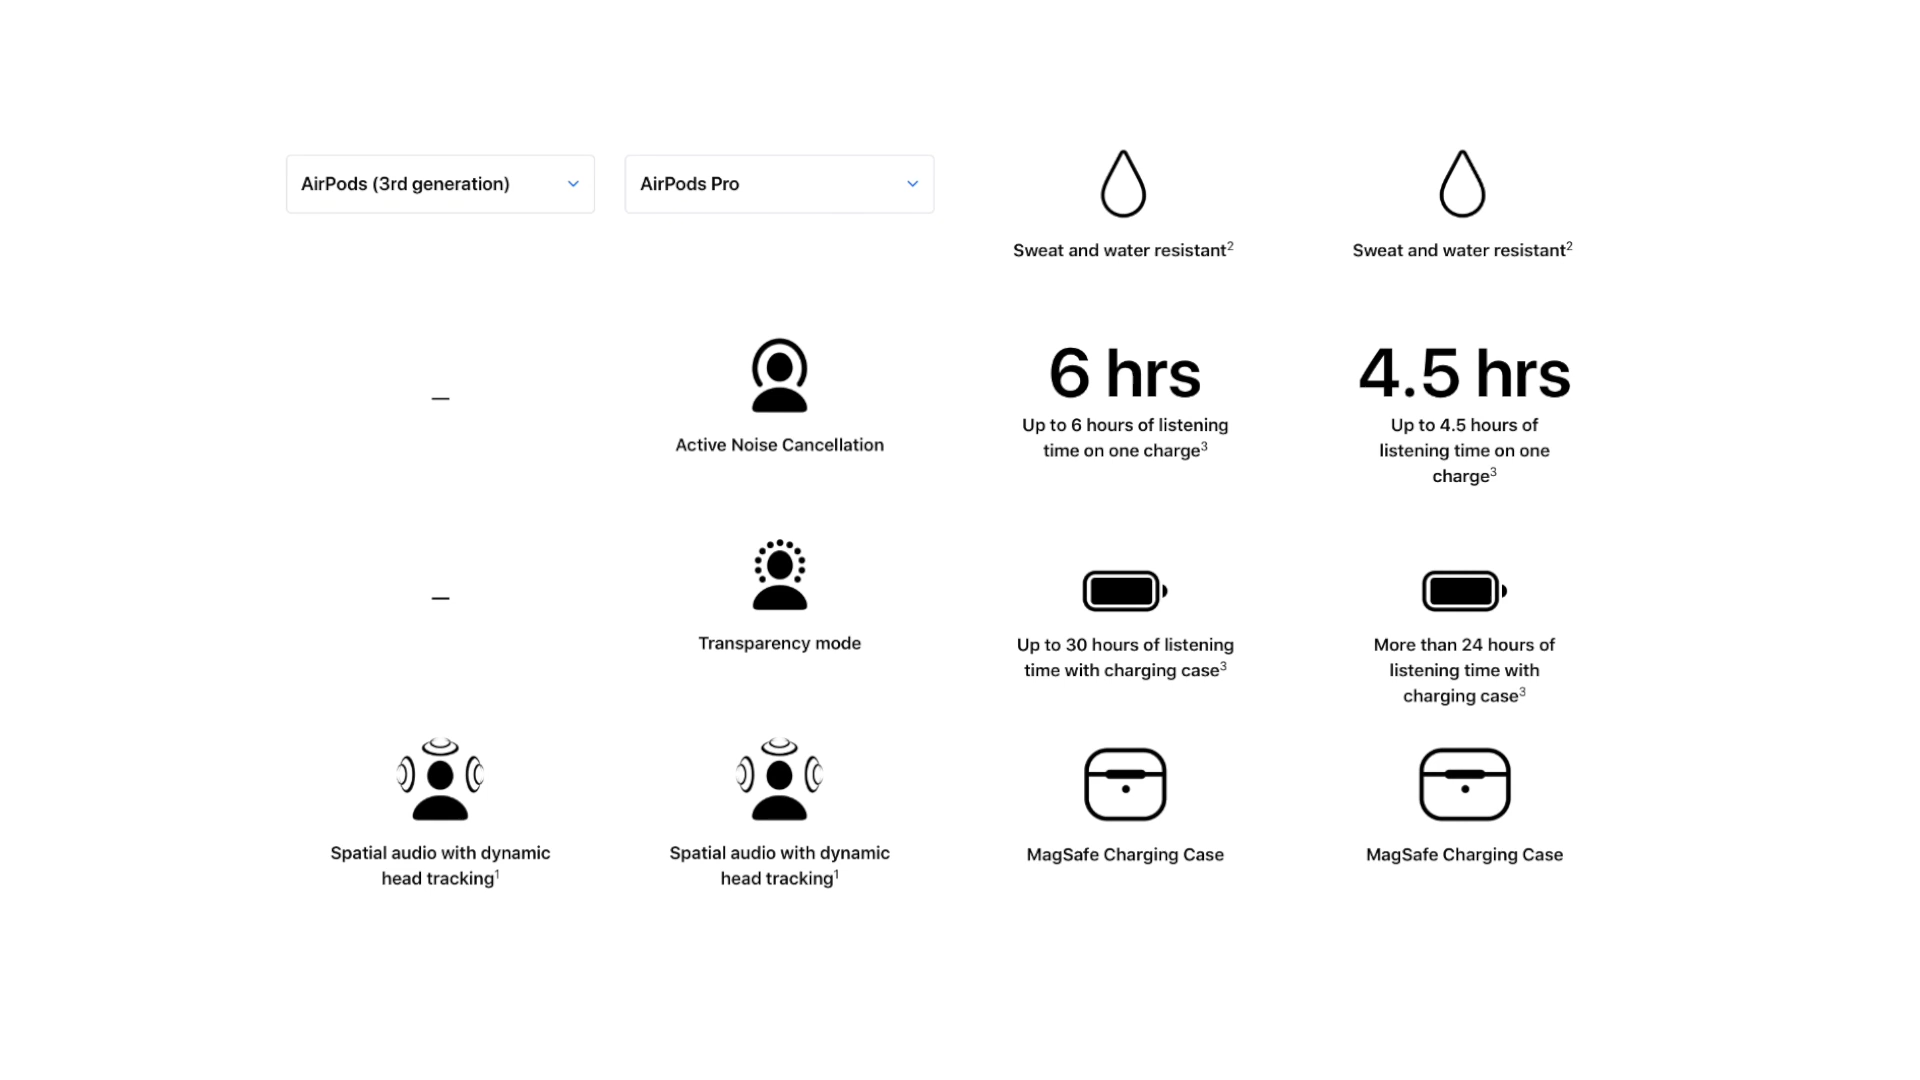 AirPods (3rd generation)
AirPods Pro
—
Active Noise Cancellation
—
Transparency mode
Spatial audio with dynamic
head tracking¹
Spatial audio with dynamic
head tracking¹
Sweat and water resistant²
Sweat and water resistant²
6 hrs
Up to 6 hours of listening
time on one charge³
4.5 hrs
Up to 4.5 hours of
listening time on one
charge³
Up to 30 hours of listening
time with charging case³
More than 24 hours of
listening time with
charging case³
MagSafe Charging Case
MagSafe Charging Case